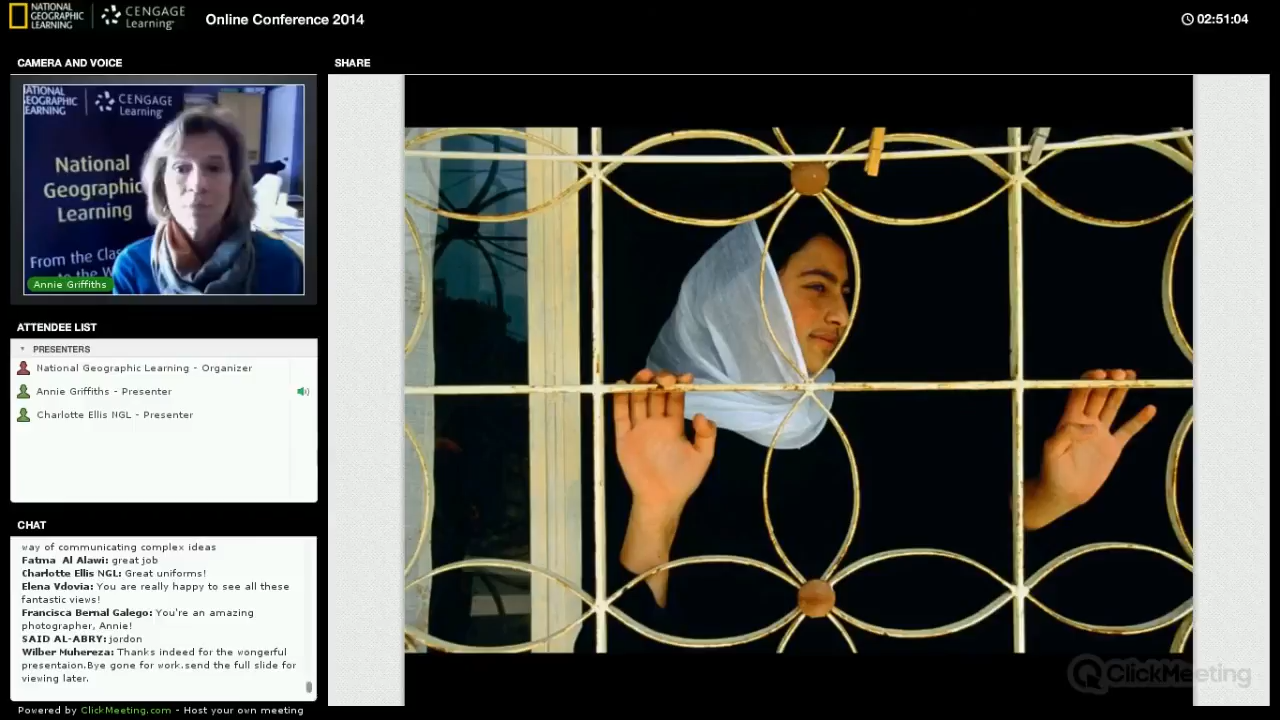 NATIONAL
GEOGRAPHIC
LEARNING
CENGAGE
Learning®
Online Conference 2014
02:51:04
CAMERA AND VOICE
SHARE
NATIONAL
GEOGRAPHIC
LEARNING
CENGAGE
Learning®
National
Geographic
Learning
From the Clas
to the W
Annie Griffiths
ATTENDEE LIST
PRESENTERS
National Geographic Learning - Organizer
Annie Griffiths - Presenter
Charlotte Ellis NGL - Presenter
CHAT
way of communicating complex ideas
Fatma Al Alawi: great job
Charlotte Ellis NGL: Great uniforms!
Elena Vdovia: You are really happy to see all these
fantastic views!
Francisca Bernal Galego: You're an amazing
photographer, Annie!
SAID AL-ABRY: jordon
Wilber Muhereza: Thanks indeed for the wongerful
presentaion.Bye gone for work.send the full slide for
viewing later.
ClickMeeting
Powered by ClickMeeting.com - Host your own meeting